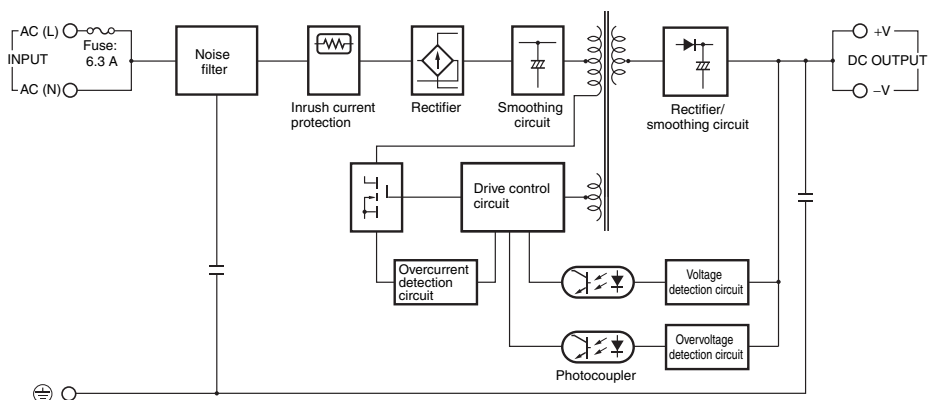 AC (L)
Fuse:
6.3 A
INPUT
AC (N)
Noise
filter
Inrush current
protection
Rectifier
Smoothing
circuit
Rectifier/
smoothing circuit
+V
DC OUTPUT
−V
Drive control
circuit
Overcurrent
detection
circuit
Voltage
detection circuit
Overvoltage
detection circuit
Photocoupler